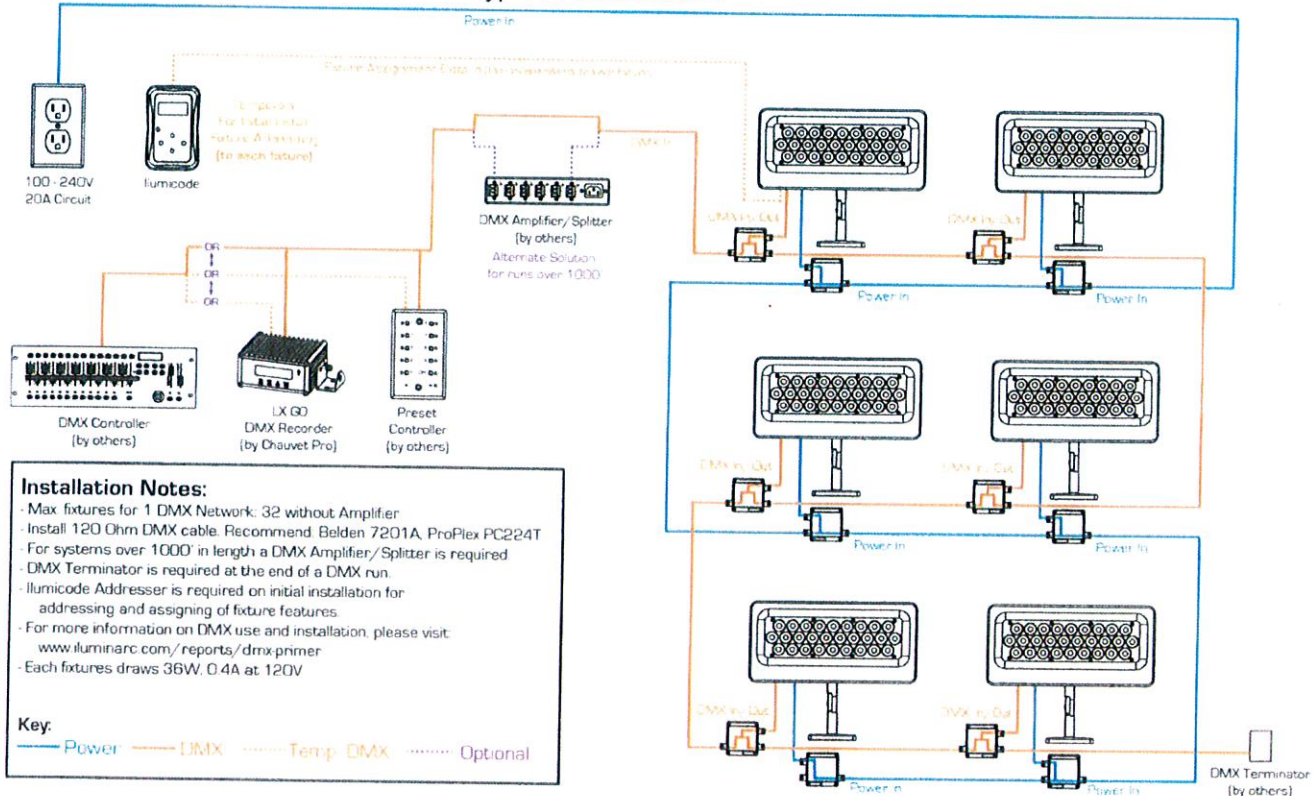 Power In
100 - 240V
20A Circuit
Ilumicode
(to each fixture)
DMX In
DMX Amplifier/Splitter
(by others)
Alternate Solution
for runs over 1000
OR
OR
OR
DMX Controller
(by others)
LX GO
DMX Recorder
(by Chauvet Pro)
Preset
Controller
(by others)
DMX In/Out
DMX In/Out
Power In
Power In
DMX In/Out
DMX In/Out
Power In
Power In
DMX In/Out
DMX In/Out
Power In
Power In
DMX Terminator
(by others)
Installation Notes:
- Max fixtures for 1 DMX Network: 32 without Amplifier
- Install 120 Ohm DMX cable. Recommend: Belden 7201A, ProPlex PC224T
- For systems over 1000' in length a DMX Amplifier/Splitter is required
- DMX Terminator is required at the end of a DMX run.
- Ilumicode Addresser is required on initial installation for
addressing and assigning of fixture features.
- For more information on DMX use and installation, please visit:
www.iluminarc.com/reports/dmx-primer
- Each fixtures draws 36W, 0.4A at 120V
Key:
Power DMX Temp DMX Optional